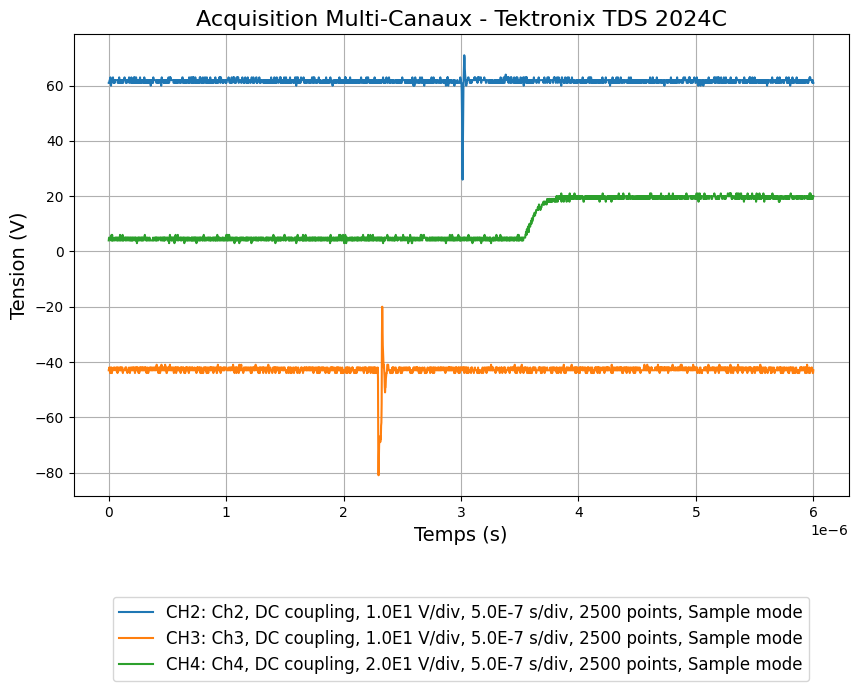 Acquisition Multi-Canaux - Tektronix TDS 2024C
Tension (V)
60
40
20
0
−20
−40
−60
−80
0 1 2 3 4 5 6
1e−6
Temps (s)
CH2: Ch2, DC coupling, 1.0E1 V/div, 5.0E-7 s/div, 2500 points, Sample mode
CH3: Ch3, DC coupling, 1.0E1 V/div, 5.0E-7 s/div, 2500 points, Sample mode
CH4: Ch4, DC coupling, 2.0E1 V/div, 5.0E-7 s/div, 2500 points, Sample mode